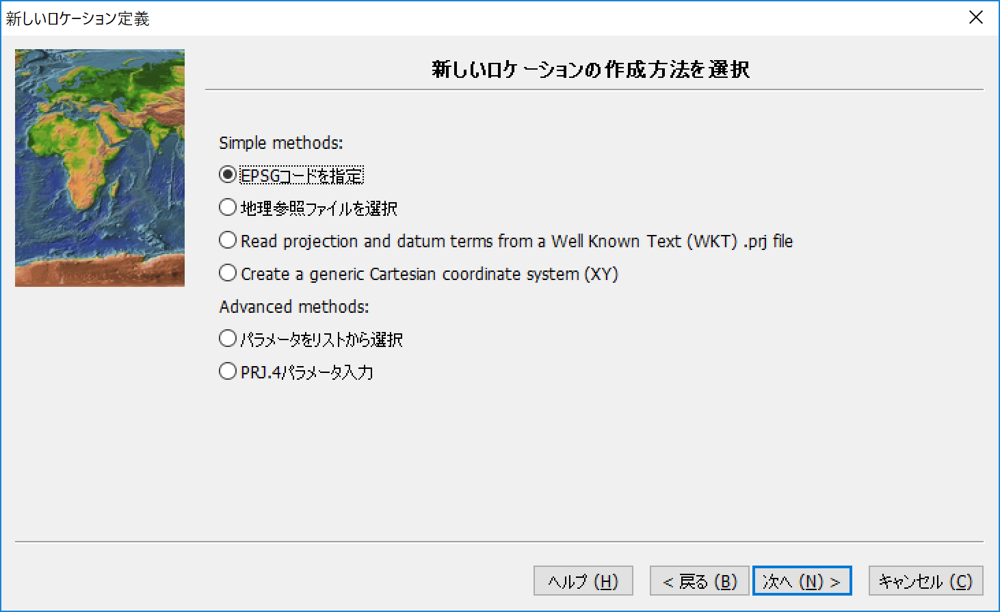 新しいロケーション定義
新しいロケーションの作成方法を選択
Simple methods:
EPSGコードを指定
地理参照ファイルを選択
Read projection and datum terms from a Well Known Text (WKT) .prj file
Create a generic Cartesian coordinate system (XY)
Advanced methods:
パラメータをリストから選択
PRJ.4パラメータ入力
ヘルプ (H)
< 戻る (B)
次へ (N) >
キャンセル (C)